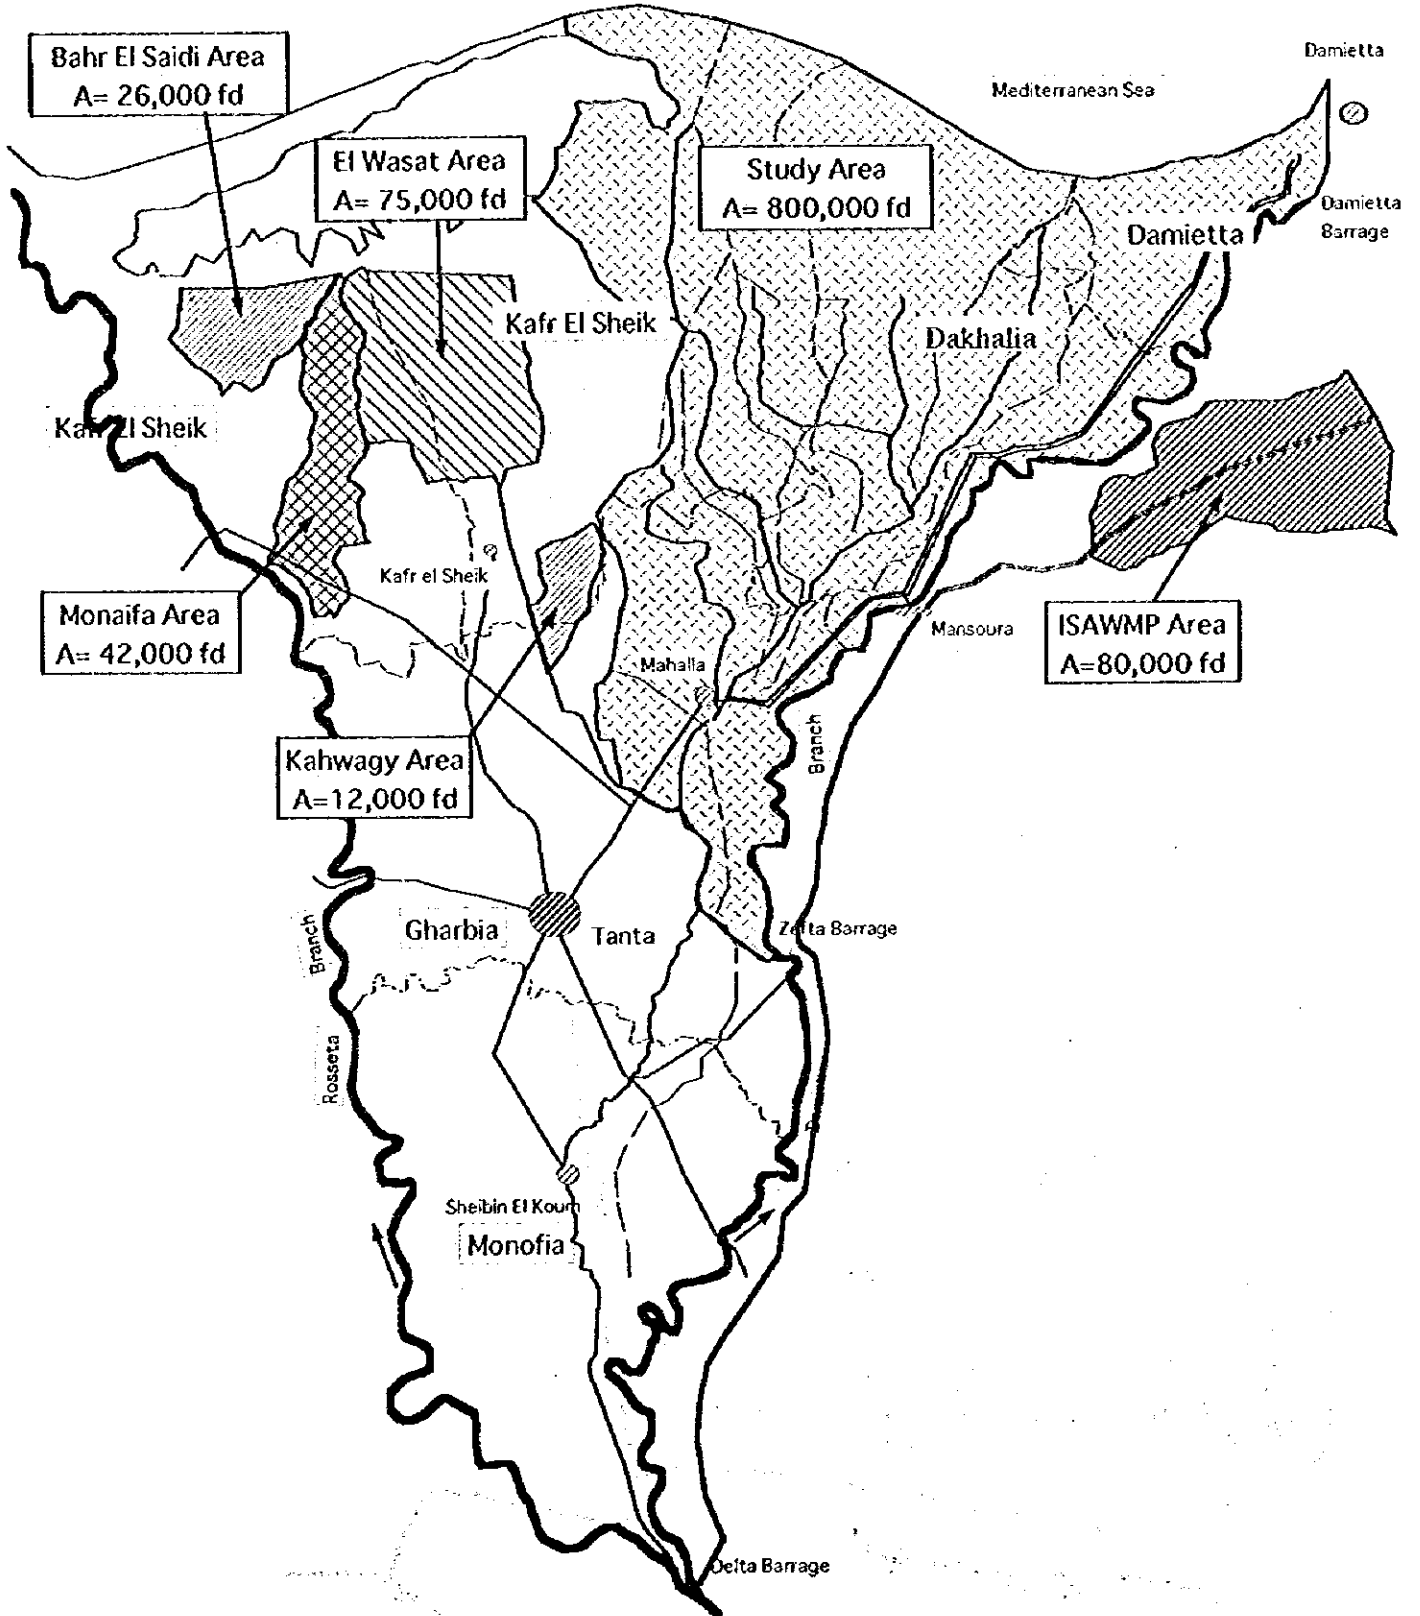 Damietta
Bahr El Saidi Area
A= 26,000 fd
Mediterranean Sea
El Wasat Area
A= 75,000 fd
Study Area
A= 800,000 fd
Damietta
Barrage
Damietta
Kafr El Sheik
Dakhalia
Kafr El Sheik
Kafr el Sheik
Monaifa Area
A= 42,000 fd
Mansoura
ISAWMP Area
A=80,000 fd
Mahalla
Branch
Kahwagy Area
A=12,000 fd
Gharbia
Tanta
Zefta Barrage
Branch
Rosseta
Sheibin El Koum
Monofia
Delta Barrage